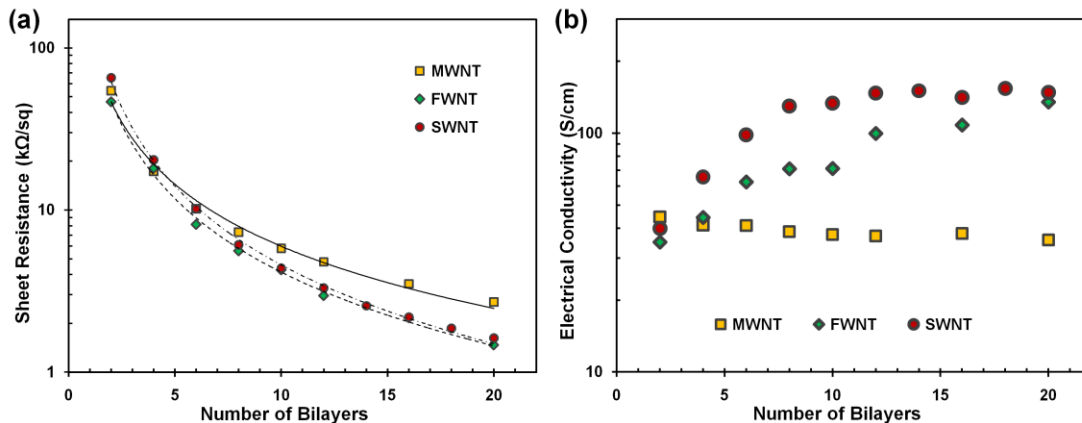 (a)
Sheet Resistance (kΩ/sq)
100
10
1
MWNT
FWNT
SWNT
0 5 10 15 20
Number of Bilayers
(b)
Electrical Conductivity (S/cm)
100
10
MWNT FWNT SWNT
0 5 10 15 20
Number of Bilayers